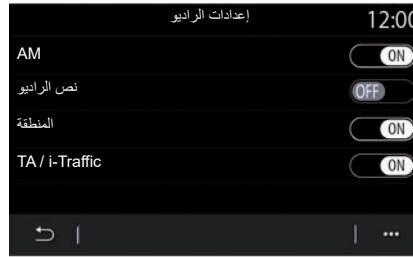 إعدادات الراديو
12:00
AM
ON
نص الراديو
OFF
المنطقة
ON
TA / i-Traffic
ON